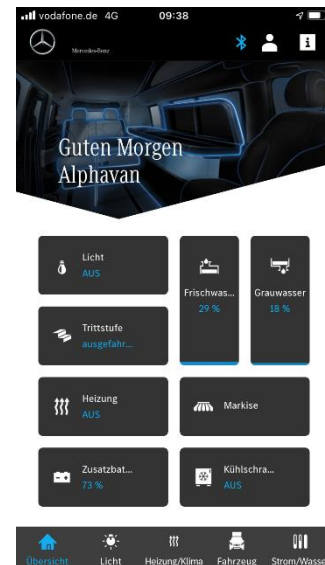 vodafone.de 4G 09:38
Mercedes-Benz
i
Guten Morgen
Alphavan
Licht
AUS
Frischwas...
29 %
Grauwasser
18 %
Trittstufe
ausgefahr...
Heizung
AUS
Markise
Zusatzbat...
73 %
Kühlschra...
AUS
Übersicht Licht Heizung/Klima Fahrzeug Strom/Wasse